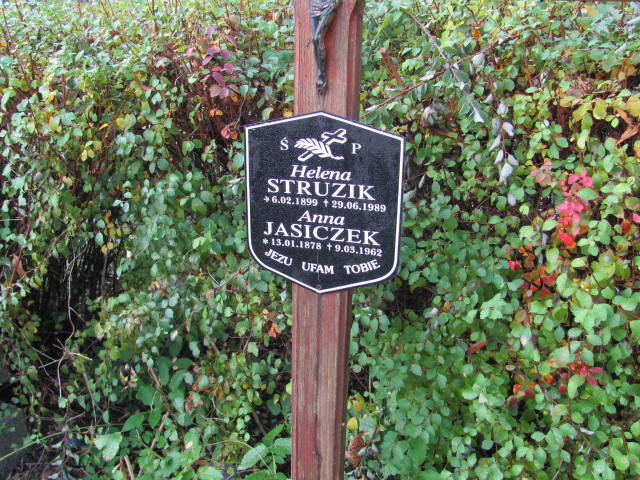 Ś P
Helena
STRUZIK
* 6.02.1899 † 29.06.1989
Anna
JASICZEK
* 13.01.1878 † 9.03.1962
JEZU UFAM TOBIE